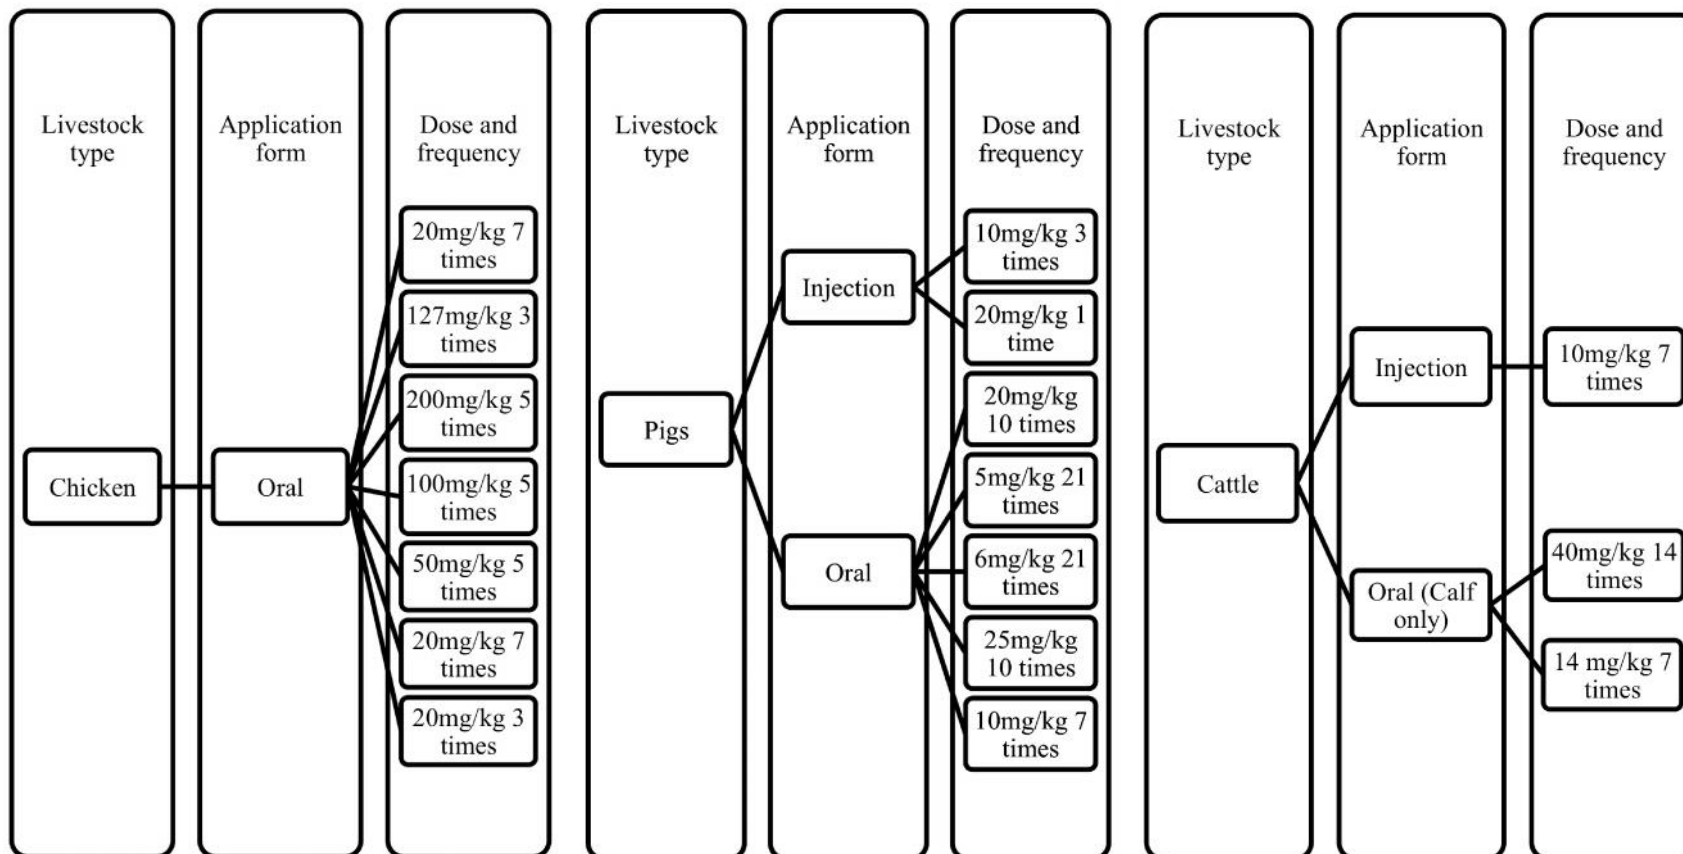 Livestock
type
Application
form
Dose and
frequency
Chicken
Oral
20mg/kg 7
times
127mg/kg 3
times
200mg/kg 5
times
100mg/kg 5
times
50mg/kg 5
times
20mg/kg 7
times
20mg/kg 3
times
Livestock
type
Application
form
Dose and
frequency
Pigs
Injection
10mg/kg 3
times
20mg/kg 1
time
Oral
20mg/kg
10 times
5mg/kg 21
times
6mg/kg 21
times
25mg/kg
10 times
10mg/kg 7
times
Livestock
type
Application
form
Dose and
frequency
Cattle
Injection
10mg/kg 7
times
Oral (Calf
only)
40mg/kg 14
times
14 mg/kg 7
times